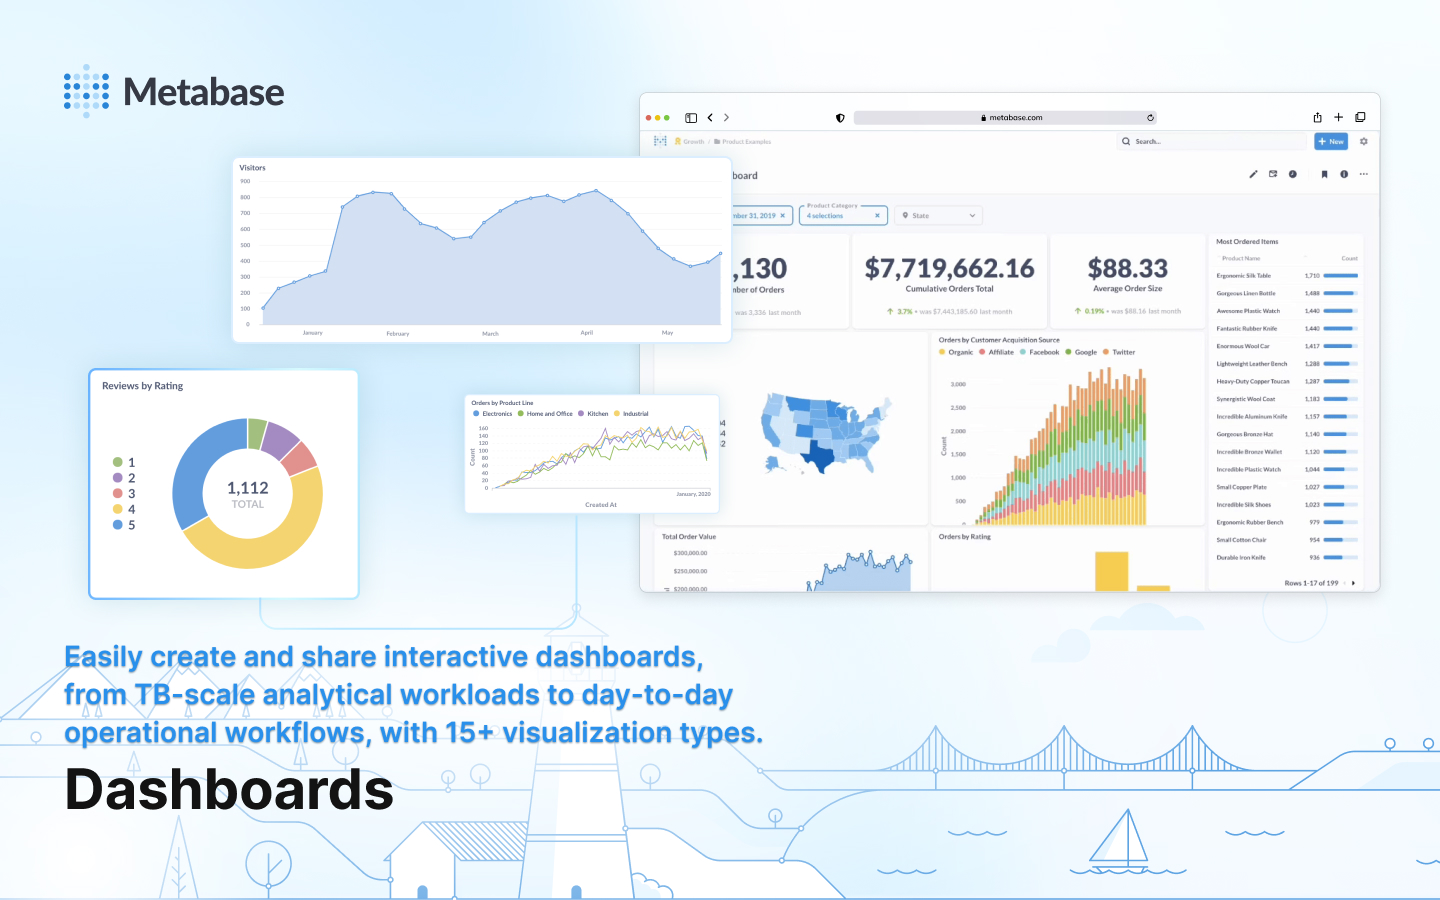 Metabase
metabase.com
Growth / Product Examples
Search...
+ New
board
mber 31, 2019 ×
Product Category
4 selections ×
State
Visitors
900
800
700
600
500
400
300
200
100
0
January
February
March
April
May
,130
mber of Orders
was 3,336 last month
$7,719,662.16
Cumulative Orders Total
↑ 3.7% • was $7,443,185.60 last month
$88.33
Average Order Size
↑ 0.19% • was $88.16 last month
Most Ordered Items
Product Name Count
Ergonomic Silk Table 1,710
Gorgeous Linen Bottle 1,488
Awesome Plastic Watch 1,440
Fantastic Rubber Knife 1,440
Enormous Wool Car 1,417
Lightweight Leather Bench 1,288
Heavy-Duty Copper Toucan 1,287
Synergistic Wool Coat 1,183
Incredible Aluminum Knife 1,157
Gorgeous Bronze Hat 1,140
Incredible Bronze Wallet 1,120
Incredible Plastic Watch 1,044
Small Copper Plate 1,027
Incredible Silk Shoes 1,023
Ergonomic Rubber Bench 979
Small Cotton Chair 954
Durable Iron Knife 936
Rows 1-17 of 199
Reviews by Rating
1
2
3
4
5
1,112
TOTAL
Orders by Product Line
Electronics Home and Office Kitchen Industrial
Count
160
140
120
100
80
60
40
20
0
January, 2020
Created At
Orders by Customer Acquisition Source
Organic Affiliate Facebook Google Twitter
Count
3,000
2,500
2,000
1,500
1,000
500
0
Total Order Value
$300,000.00
$250,000.00
$200,000.00
Orders by Rating
Easily create and share interactive dashboards,
from TB-scale analytical workloads to day-to-day
operational workflows, with 15+ visualization types.
Dashboards